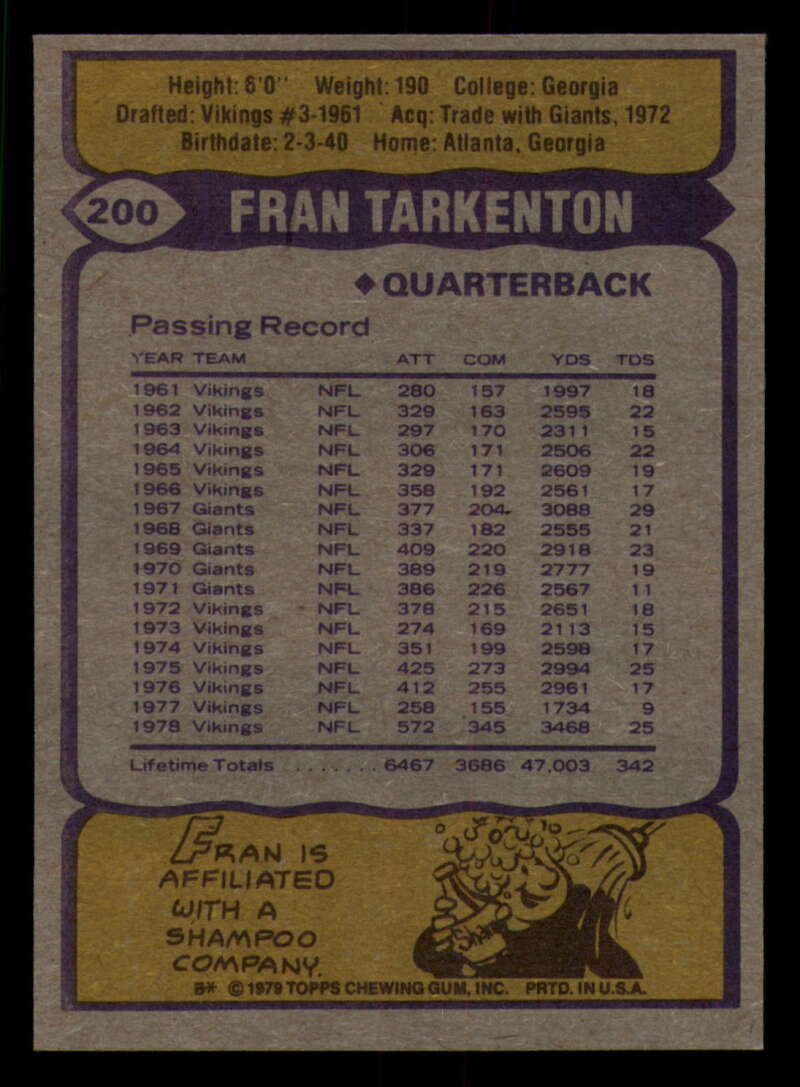 Height: 6'0" Weight: 190 College: Georgia
Drafted: Vikings #3-1961 Acq: Trade with Giants, 1972
Birthdate: 2-3-40 Home: Atlanta, Georgia
200 FRAN TARKENTON
♦QUARTERBACK
Passing Record
YEAR TEAM ATT COM YDS TDS
1961 Vikings NFL 280 157 1997 18
1962 Vikings NFL 329 163 2595 22
1963 Vikings NFL 297 170 2311 15
1964 Vikings NFL 306 171 2506 22
1965 Vikings NFL 329 171 2609 19
1966 Vikings NFL 358 192 2561 17
1967 Giants NFL 377 204 3088 29
1968 Giants NFL 337 182 2555 21
1969 Giants NFL 409 220 2918 23
1970 Giants NFL 389 219 2777 19
1971 Giants NFL 386 226 2567 11
1972 Vikings NFL 378 215 2651 18
1973 Vikings NFL 274 169 2113 15
1974 Vikings NFL 351 199 2598 17
1975 Vikings NFL 425 273 2994 25
1976 Vikings NFL 412 255 2961 17
1977 Vikings NFL 258 155 1734 9
1978 Vikings NFL 572 345 3468 25
Lifetime Totals ....... 6467 3686 47,003 342
FRAN IS
AFFILIATED
WITH A
SHAMPOO
COMPANY.
SHAMPOO
B* © 1979 TOPPS CHEWING GUM, INC. PRTD. IN U.S.A.